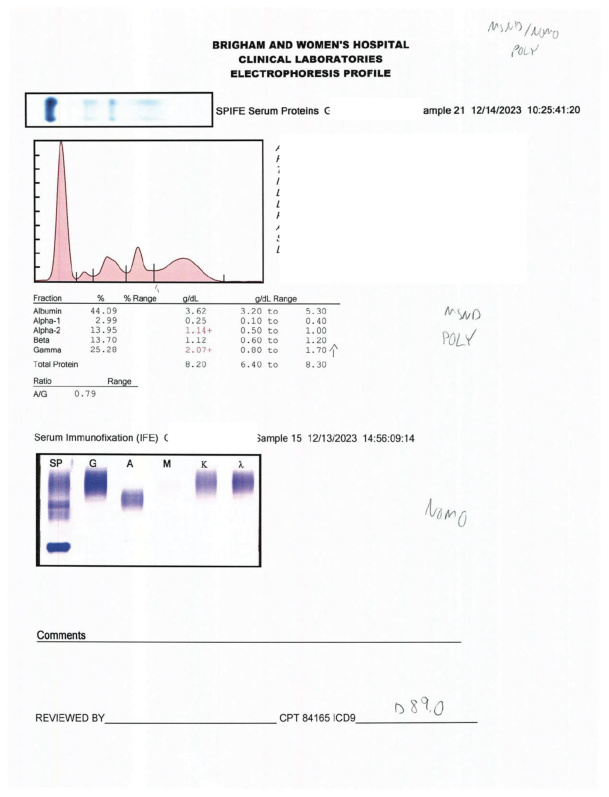 MSND/NOMO
POLY
BRIGHAM AND WOMEN'S HOSPITAL
CLINICAL LABORATORIES
ELECTROPHORESIS PROFILE
SPIFE Serum Proteins ample 21 12/14/2023 10:25:41:20
Fraction % % Range g/dL g/dL Range
Albumin 44.09 3.62 3.20 to 5.30
Alpha-1 2.99 0.25 0.10 to 0.40
Alpha-2 13.95 1.14+ 0.50 to 1.00
Beta 13.70 1.12 0.60 to 1.20
Gamma 25.28 2.07+ 0.80 to 1.70 ↑
Total Protein 8.20 6.40 to 8.30
MSND
POLY
Ratio Range
A/G 0.79
Serum Immunofixation (IFE) Sample 15 12/13/2023 14:56:09:14
SP G A M K λ
NOMO
Comments
REVIEWED BY CPT 84165 ICD9 D89.0